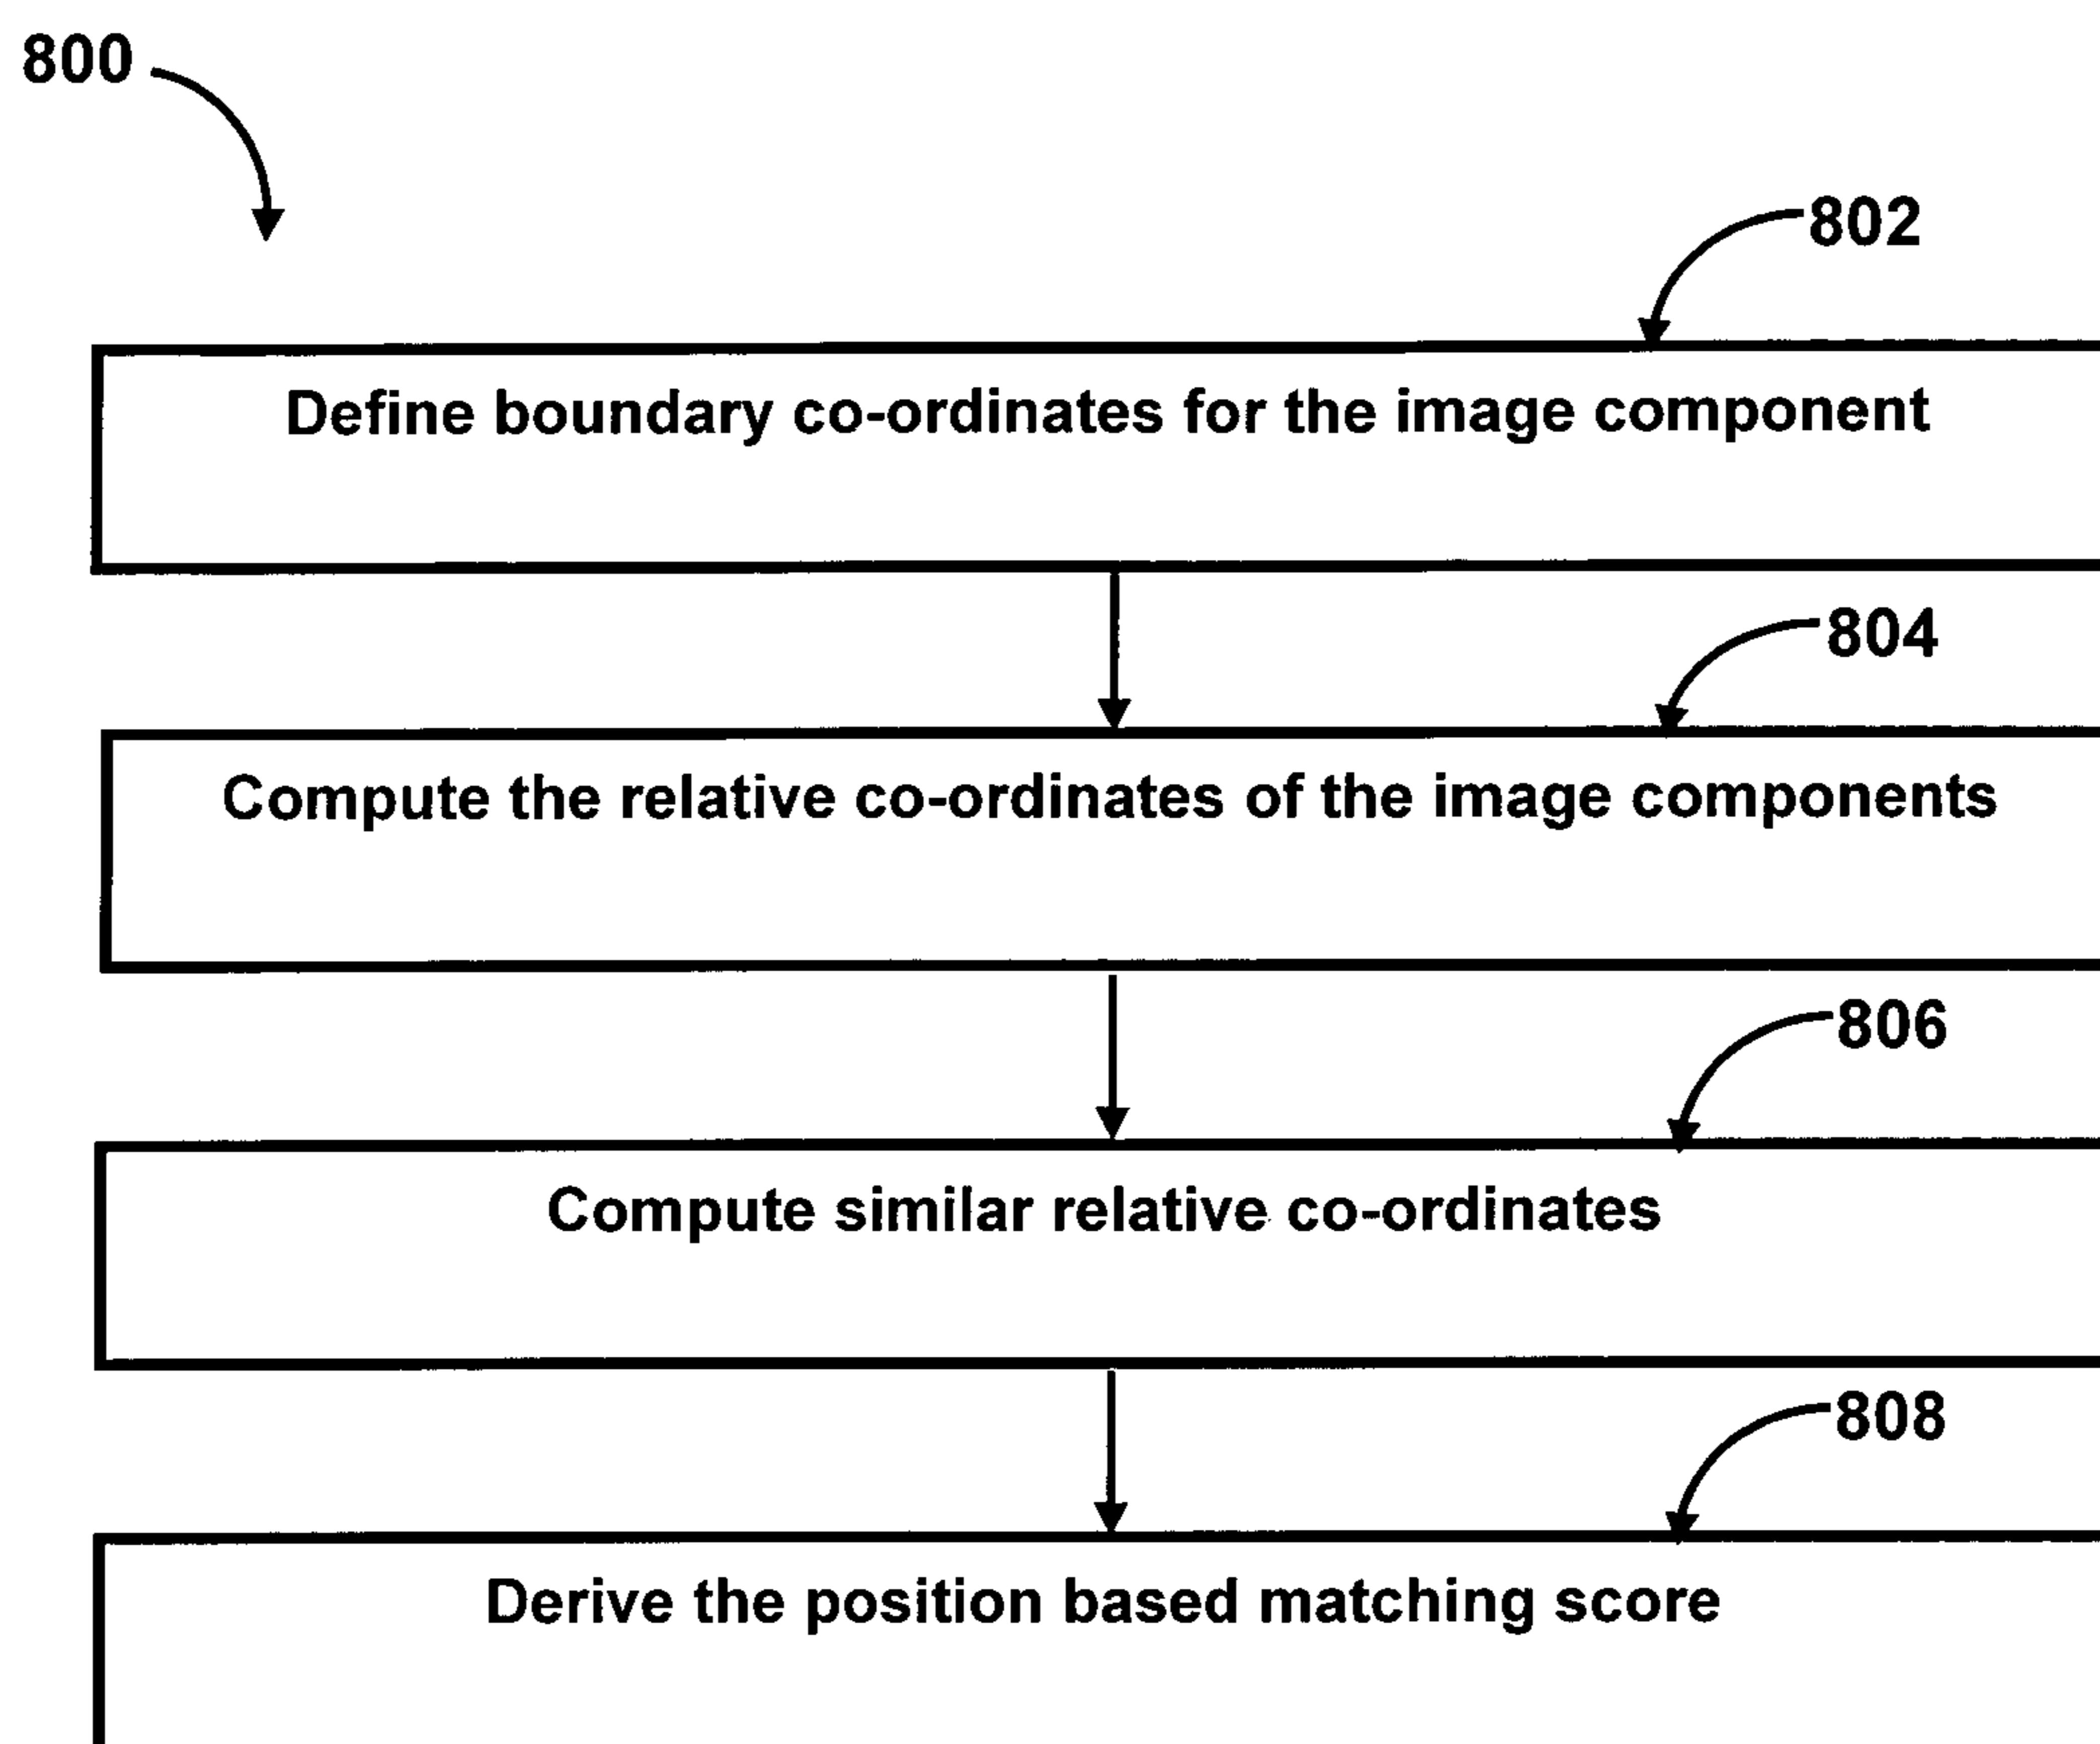 800
802
Define boundary co-ordinates for the image component
804
Compute the relative co-ordinates of the image components
806
Compute similar relative co-ordinates
808
Derive the position based matching score